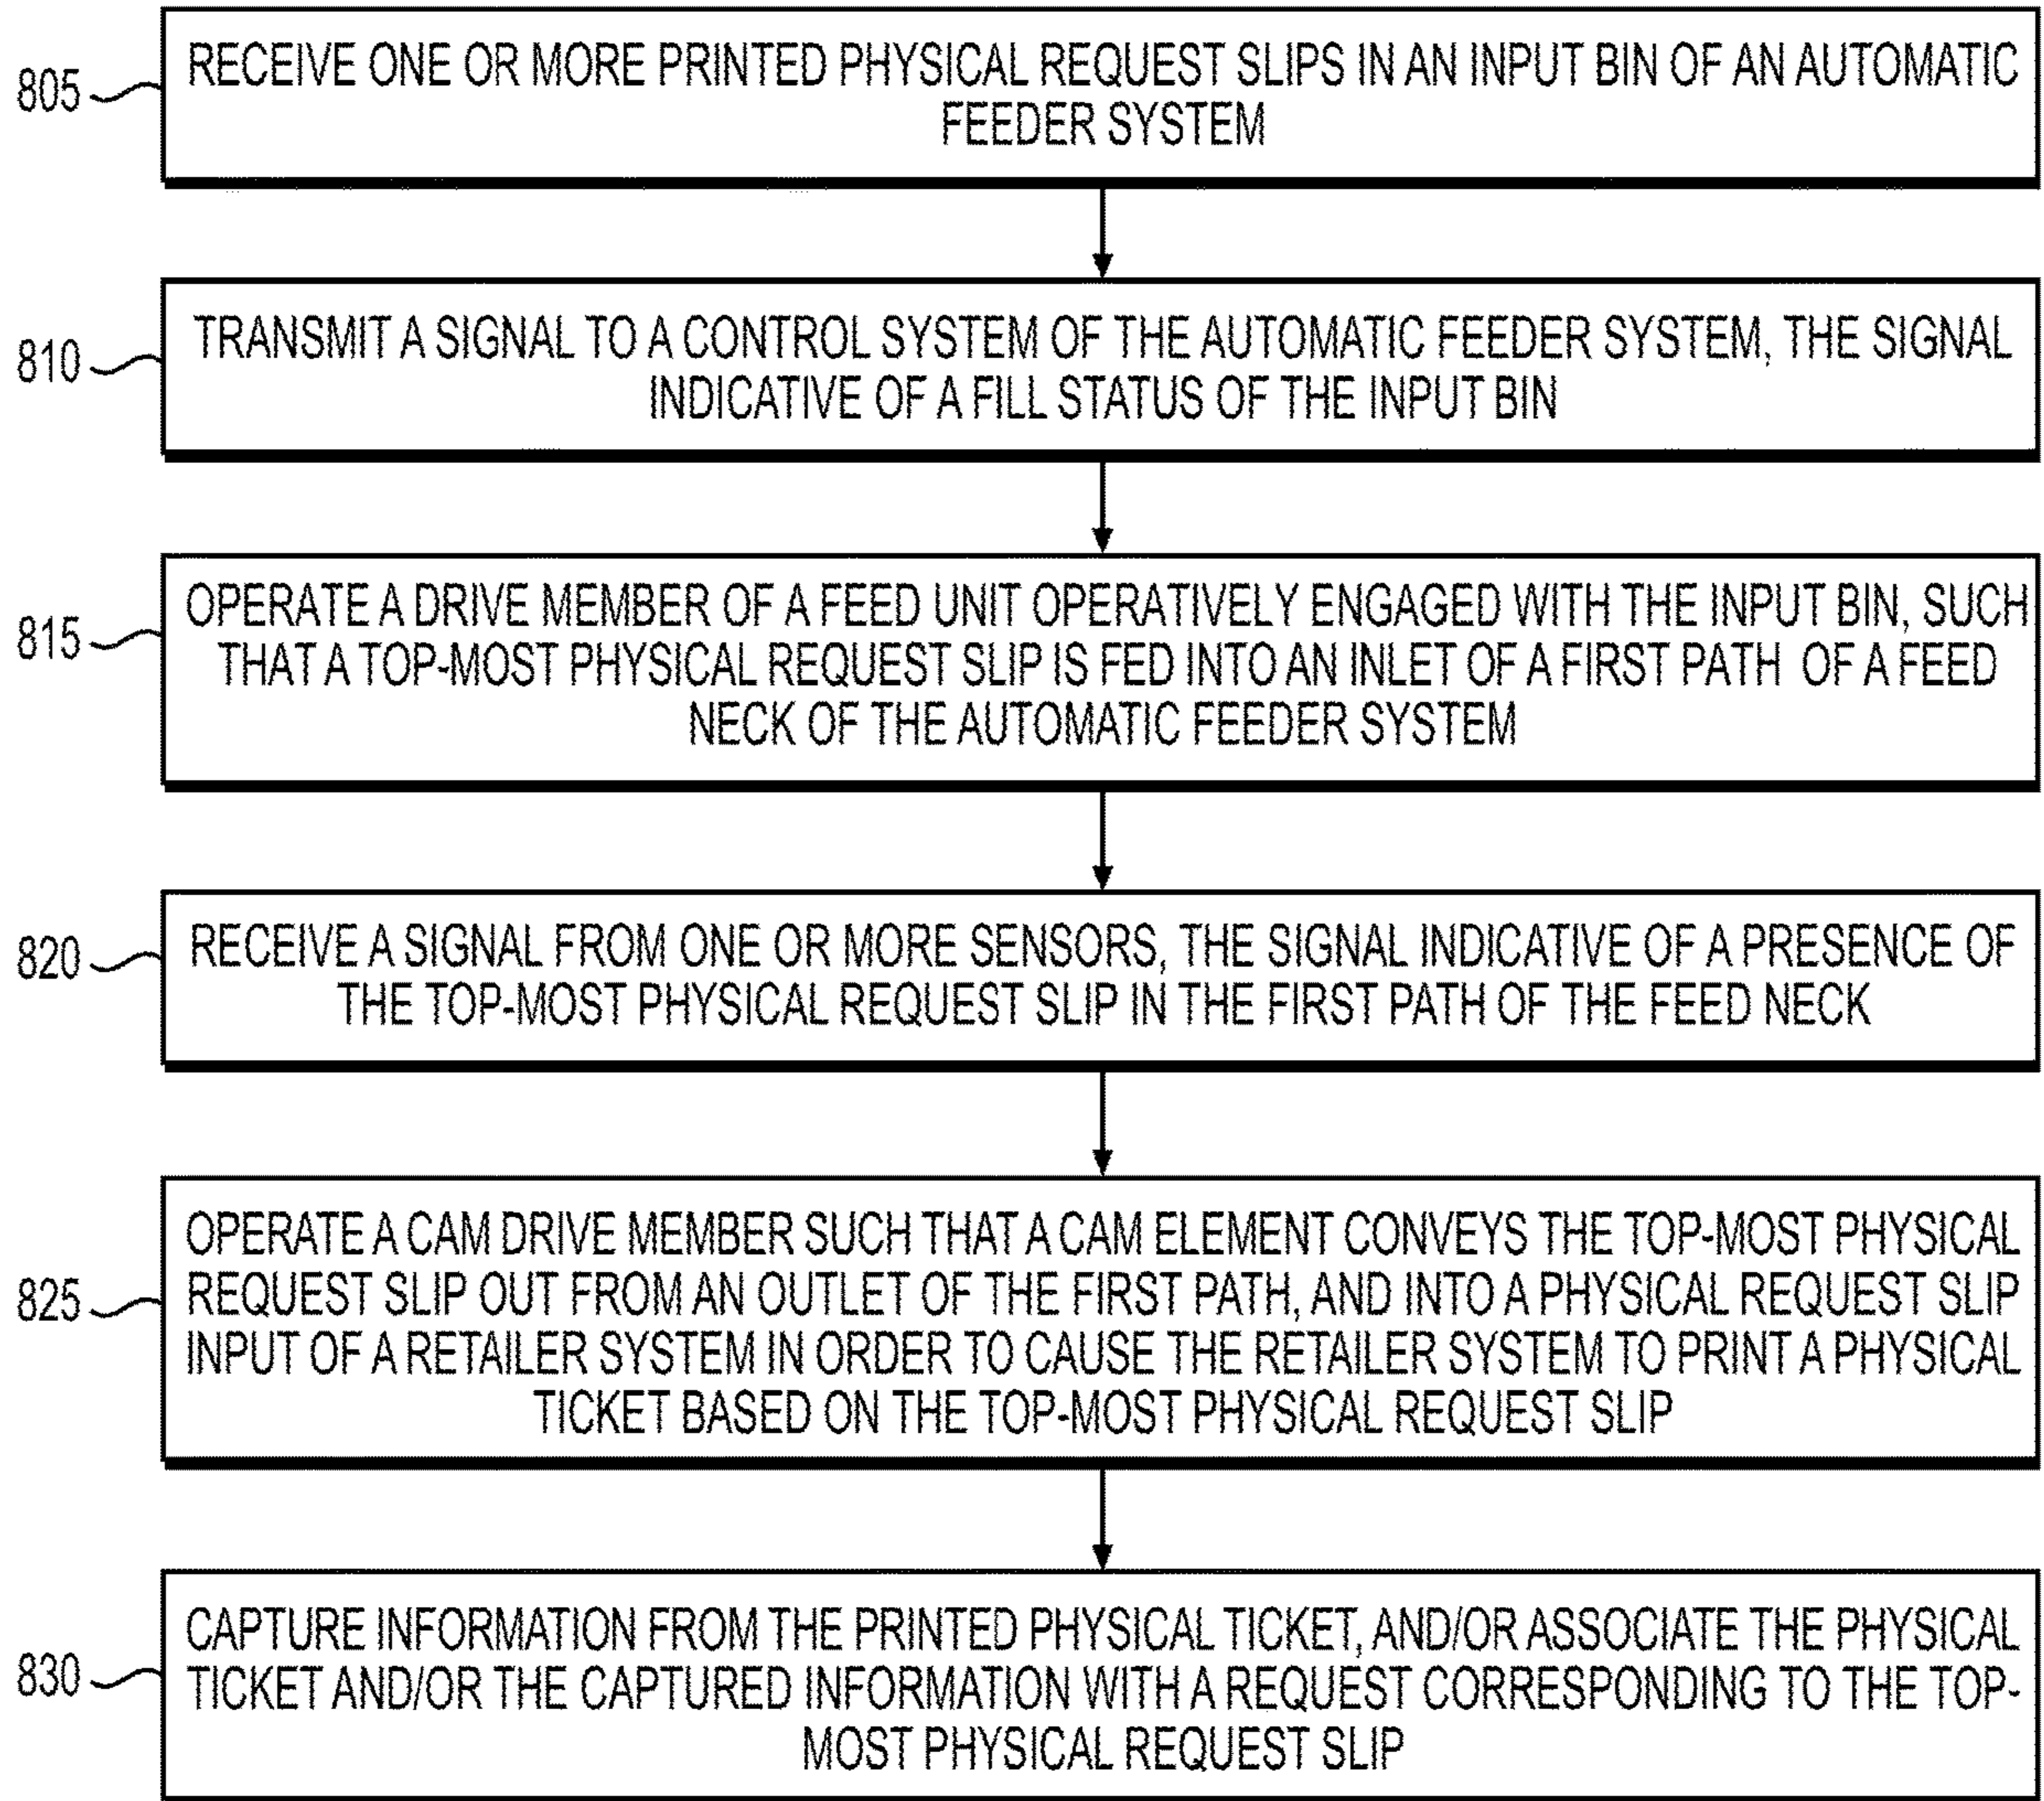 805
RECEIVE ONE OR MORE PRINTED PHYSICAL REQUEST SLIPS IN AN INPUT BIN OF AN AUTOMATIC
FEEDER SYSTEM
810
TRANSMIT A SIGNAL TO A CONTROL SYSTEM OF THE AUTOMATIC FEEDER SYSTEM, THE SIGNAL
INDICATIVE OF A FILL STATUS OF THE INPUT BIN
815
OPERATE A DRIVE MEMBER OF A FEED UNIT OPERATIVELY ENGAGED WITH THE INPUT BIN, SUCH
THAT A TOP-MOST PHYSICAL REQUEST SLIP IS FED INTO AN INLET OF A FIRST PATH OF A FEED
NECK OF THE AUTOMATIC FEEDER SYSTEM
820
RECEIVE A SIGNAL FROM ONE OR MORE SENSORS, THE SIGNAL INDICATIVE OF A PRESENCE OF
THE TOP-MOST PHYSICAL REQUEST SLIP IN THE FIRST PATH OF THE FEED NECK
825
OPERATE A CAM DRIVE MEMBER SUCH THAT A CAM ELEMENT CONVEYS THE TOP-MOST PHYSICAL
REQUEST SLIP OUT FROM AN OUTLET OF THE FIRST PATH, AND INTO A PHYSICAL REQUEST SLIP
INPUT OF A RETAILER SYSTEM IN ORDER TO CAUSE THE RETAILER SYSTEM TO PRINT A PHYSICAL
TICKET BASED ON THE TOP-MOST PHYSICAL REQUEST SLIP
830
CAPTURE INFORMATION FROM THE PRINTED PHYSICAL TICKET, AND/OR ASSOCIATE THE PHYSICAL
TICKET AND/OR THE CAPTURED INFORMATION WITH A REQUEST CORRESPONDING TO THE TOP-
MOST PHYSICAL REQUEST SLIP